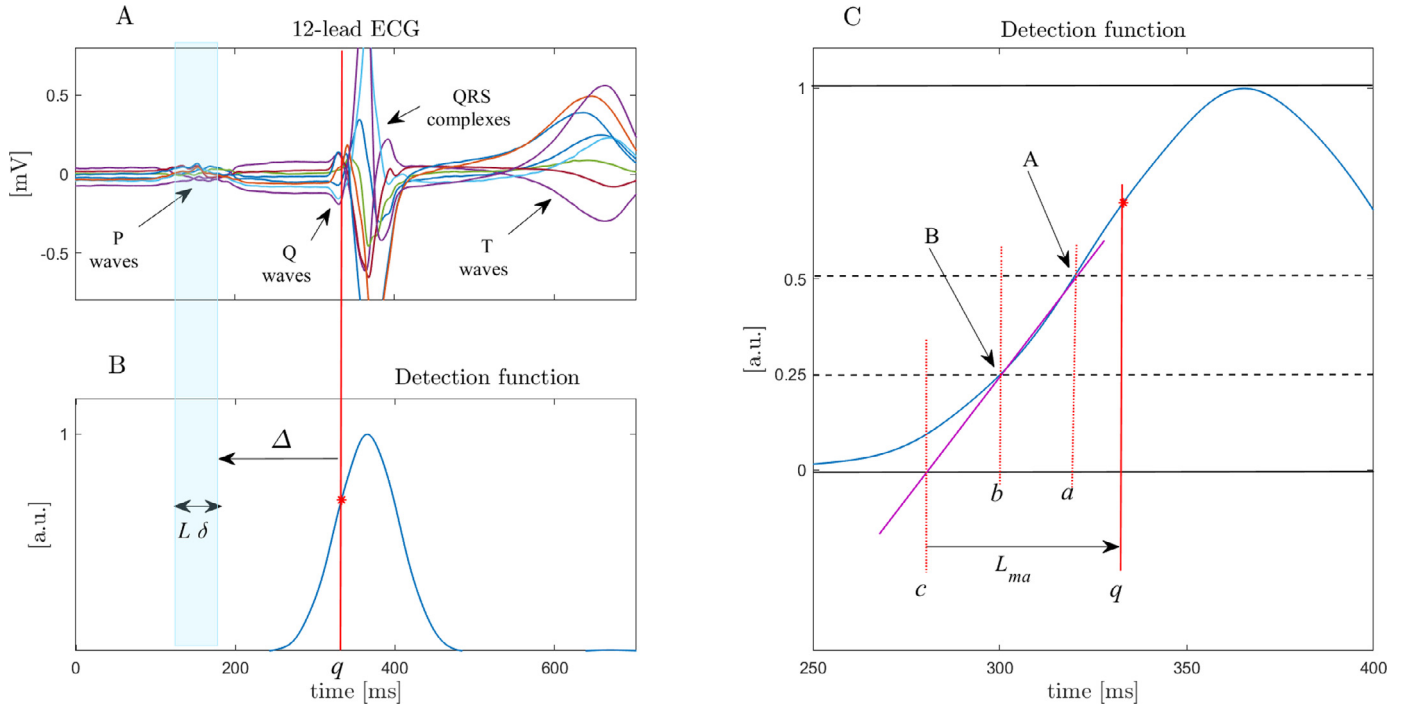 A
12-lead ECG
0.5
0
-0.5
[mV]
QRS
complexes
P
waves
Q
waves
T
waves
B
Detection function
1
[a.u.]
Δ
L δ
0
200
q
400
600
time [ms]
C
Detection function
1
0.5
0.25
0
[a.u.]
A
B
b
a
L_ma
c
q
250
300
350
400
time [ms]